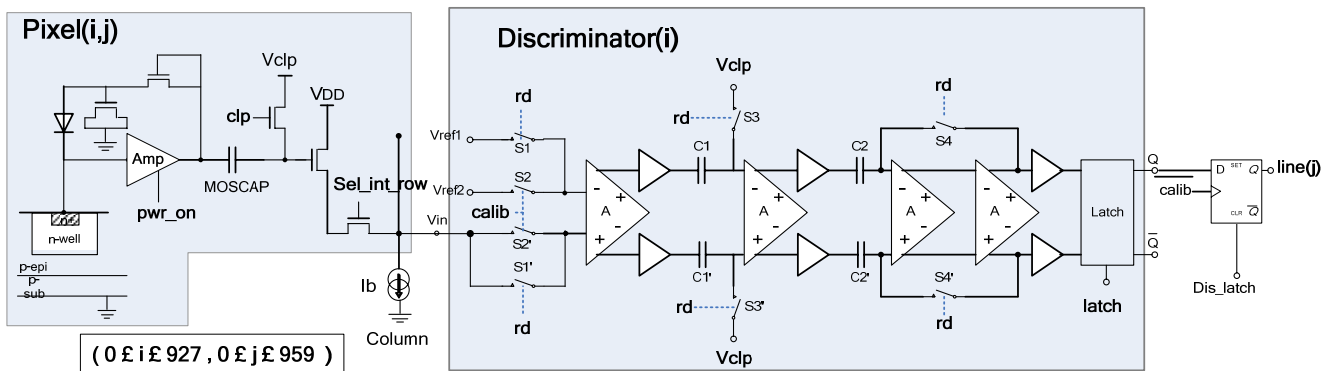 Pixel(i,j)
Vclp
VDD
clp
Amp
MOSCAP
pwr_on
Sel_int_row
n+
n-well
p-epi
p-
sub
Ib
Column
( 0 £ i £ 927 , 0 £ j £ 959 )
Discriminator(i)
rd
Vref1
S1
Vref2
S2
calib
Vin
S2'
S1'
rd
-
+
A
+
-
C1
C1'
Vclp
rd
S3
rd
S3'
Vclp
-
+
A
+
-
C2
C2'
rd
S4
-
+
A
+
-
-
+
A
+
-
S4'
rd
Latch
latch
Q
Q̅
calib
D
SET
Q
CLR
Q̅
line(j)
Dis_latch